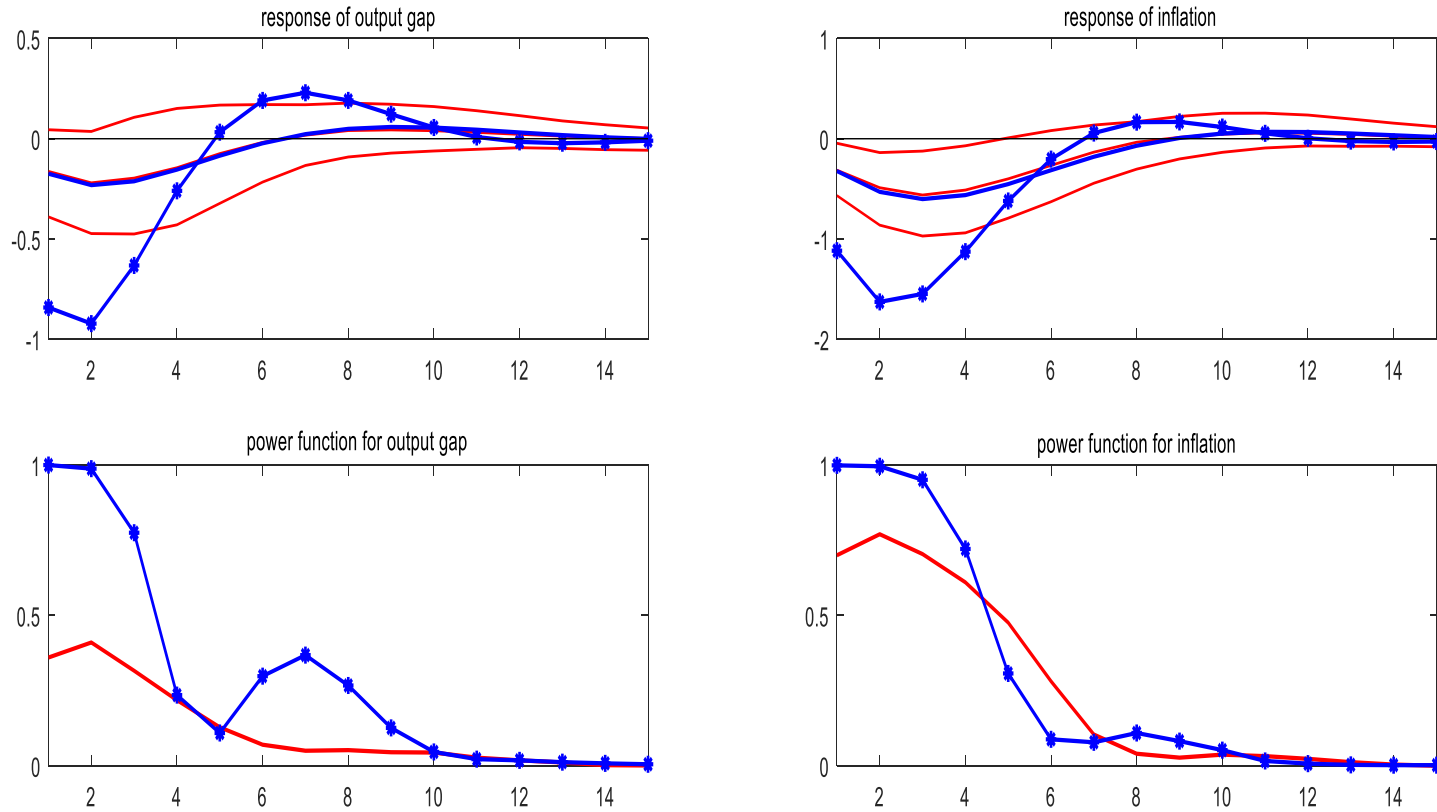 response of output gap
0.5
0
-0.5
-1
2 4 6 8 10 12 14
response of inflation
1
0
-1
-2
2 4 6 8 10 12 14
power function for output gap
1
0.5
0
2 4 6 8 10 12 14
power function for inflation
1
0.5
0
2 4 6 8 10 12 14